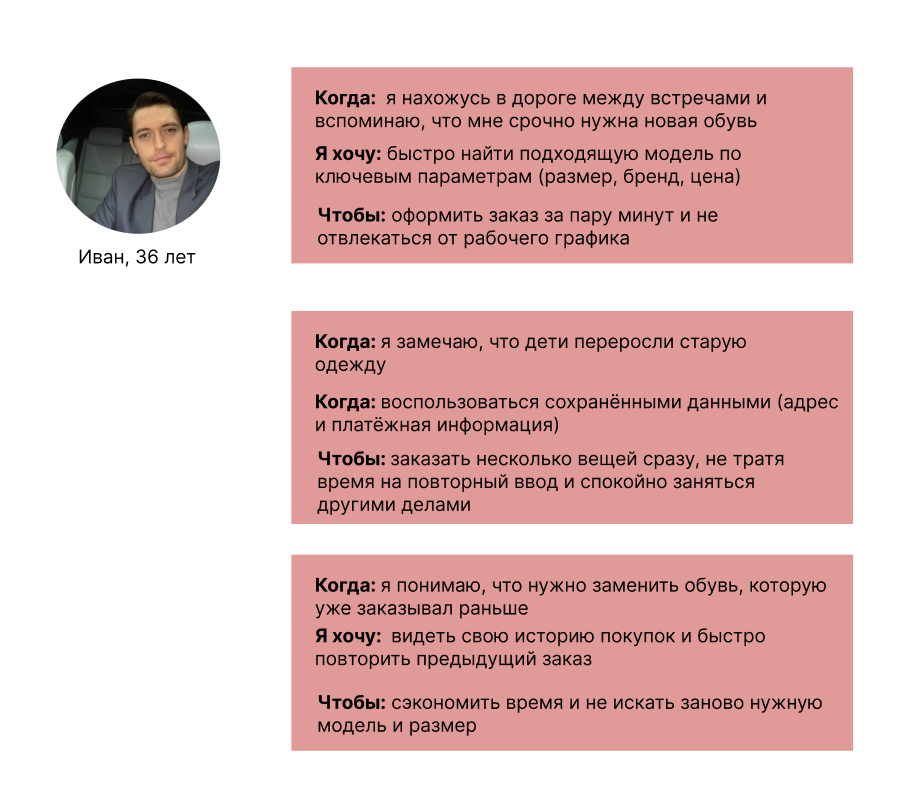 Иван, 36 лет
Когда: я нахожусь в дороге между встречами и
вспоминаю, что мне срочно нужна новая обувь
Я хочу: быстро найти подходящую модель по
ключевым параметрам (размер, бренд, цена)
Чтобы: оформить заказ за пару минут и не
отвлекаться от рабочего графика
Когда: я замечаю, что дети переросли старую
одежду
Когда: воспользоваться сохранёнными данными (адрес
и платёжная информация)
Чтобы: заказать несколько вещей сразу, не тратя
время на повторный ввод и спокойно заняться
другими делами
Когда: я понимаю, что нужно заменить обувь, которую
уже заказывал раньше
Я хочу: видеть свою историю покупок и быстро
повторить предыдущий заказ
Чтобы: сэкономить время и не искать заново нужную
модель и размер